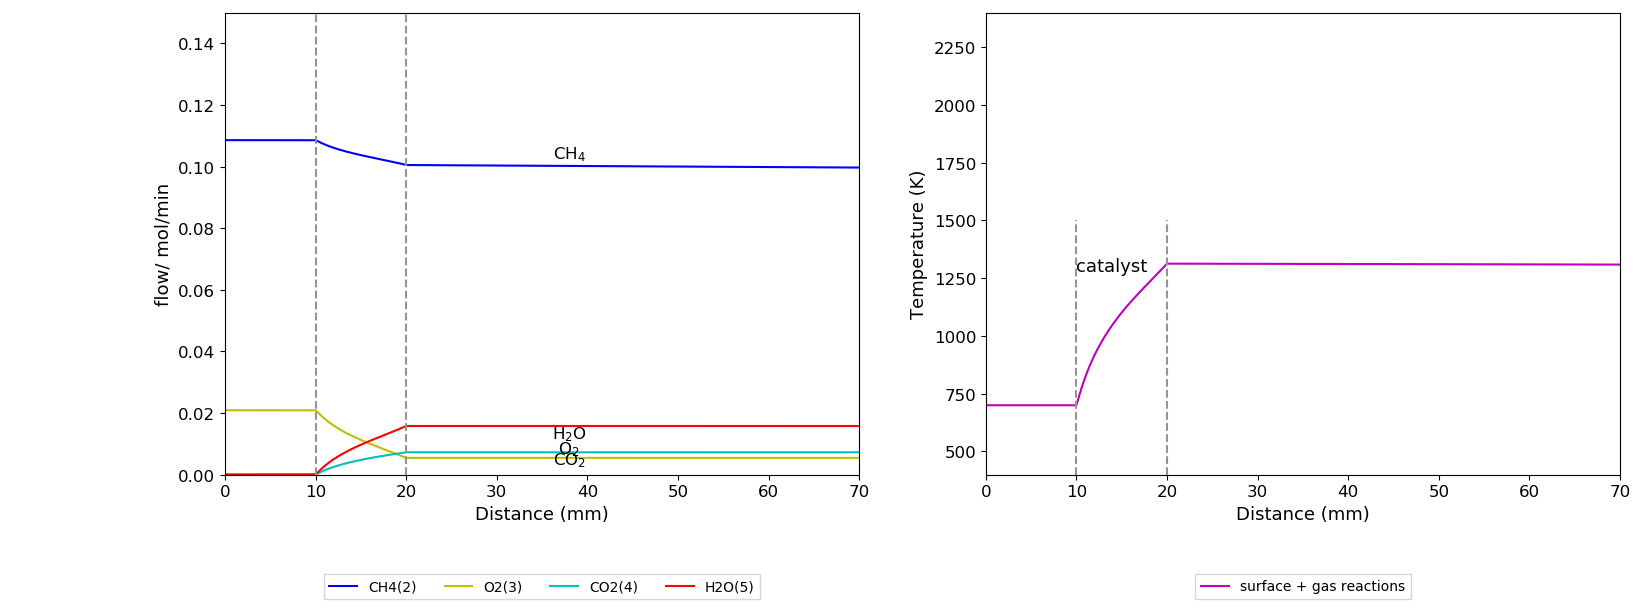 0.14
0.12
0.10
0.08
0.06
0.04
0.02
0.00
flow/ mol/min
CH₄
H₂O
O₂
CO₂
0 10 20 30 40 50 60 70
Distance (mm)
CH4(2) O2(3) CO2(4) H2O(5)
2250
2000
1750
1500
1250
1000
750
500
Temperature (K)
catalyst
0 10 20 30 40 50 60 70
Distance (mm)
surface + gas reactions